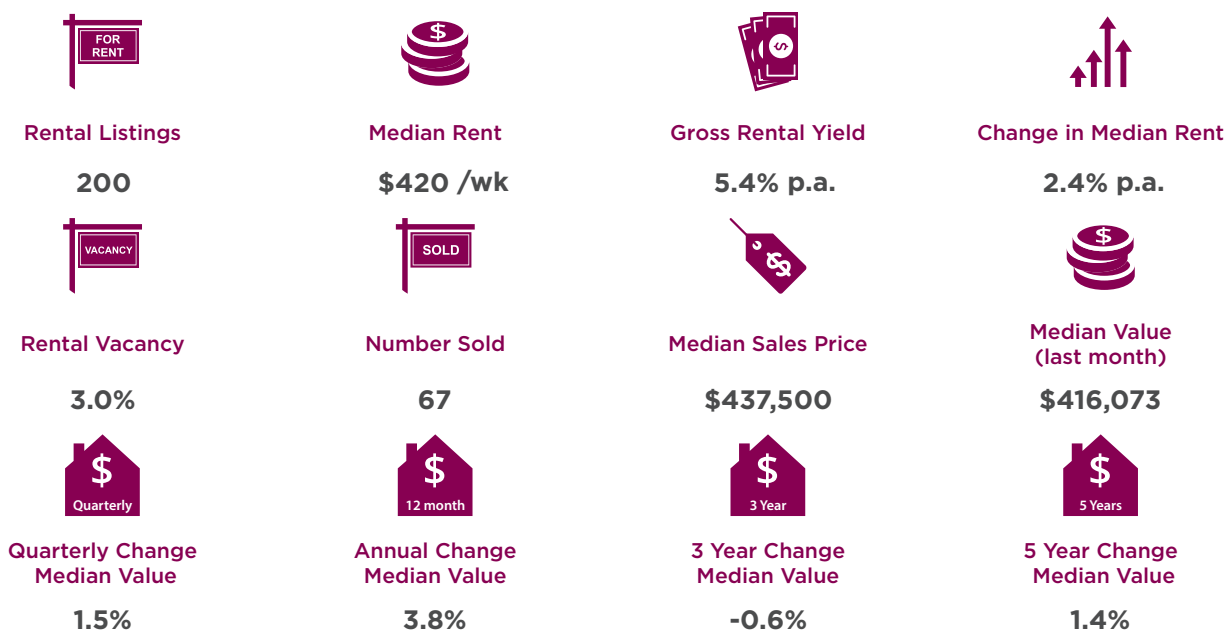 FOR
RENT
$
$
Rental Listings
Median Rent
Gross Rental Yield
Change in Median Rent
200
$420 /wk
5.4% p.a.
2.4% p.a.
VACANCY
SOLD
$
$
Rental Vacancy
Number Sold
Median Sales Price
Median Value
(last month)
3.0%
67
$437,500
$416,073
$
Quarterly
$
12 month
$
3 Year
$
5 Years
Quarterly Change
Median Value
Annual Change
Median Value
3 Year Change
Median Value
5 Year Change
Median Value
1.5%
3.8%
-0.6%
1.4%